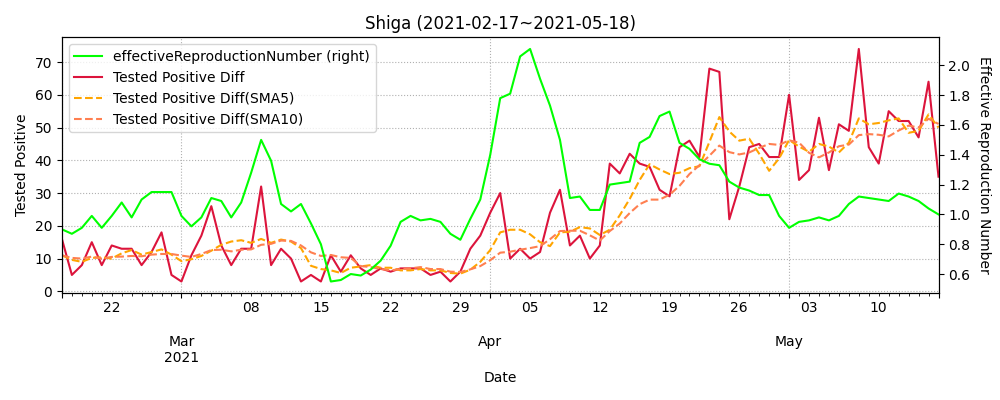 Shiga (2021-02-17~2021-05-18)
effectiveReproductionNumber (right)
Tested Positive Diff
Tested Positive Diff(SMA5)
Tested Positive Diff(SMA10)
Tested Positive
70
60
50
40
30
20
10
0
2.0
1.8
1.6
1.4
1.2
1.0
0.8
0.6
Effective Reproduction Number
22
08
15
22
29
05
12
19
26
03
10
Mar
2021
Apr
May
Date